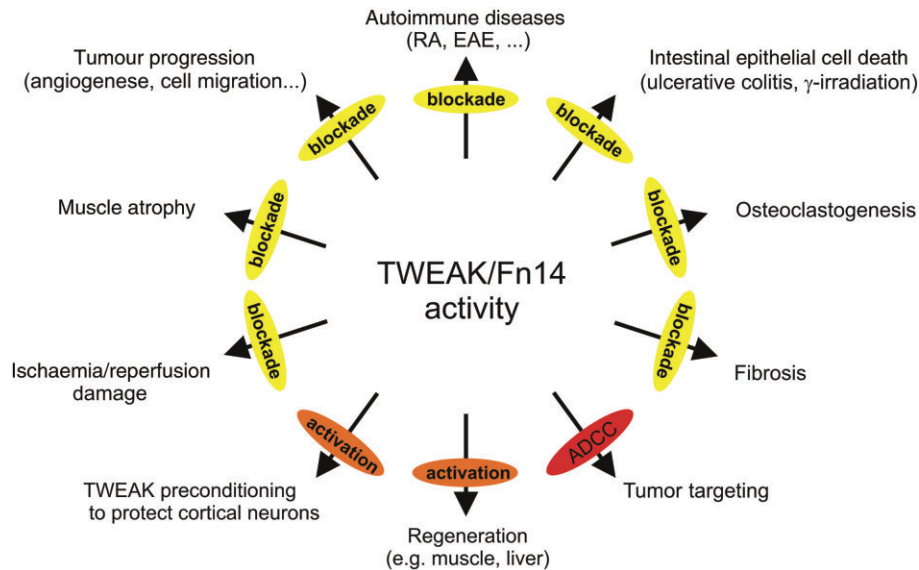 Autoimmune diseases
(RA, EAE, ...)
blockade
Tumour progression
(angiogenese, cell migration...)
blockade
Intestinal epithelial cell death
(ulcerative colitis, γ-irradiation)
blockade
Muscle atrophy
blockade
Osteoclastogenesis
blockade
TWEAK/Fn14
activity
Ischaemia/reperfusion
damage
blockade
Fibrosis
blockade
TWEAK preconditioning
to protect cortical neurons
activation
Regeneration
(e.g. muscle, liver)
activation
Tumor targeting
ADCC